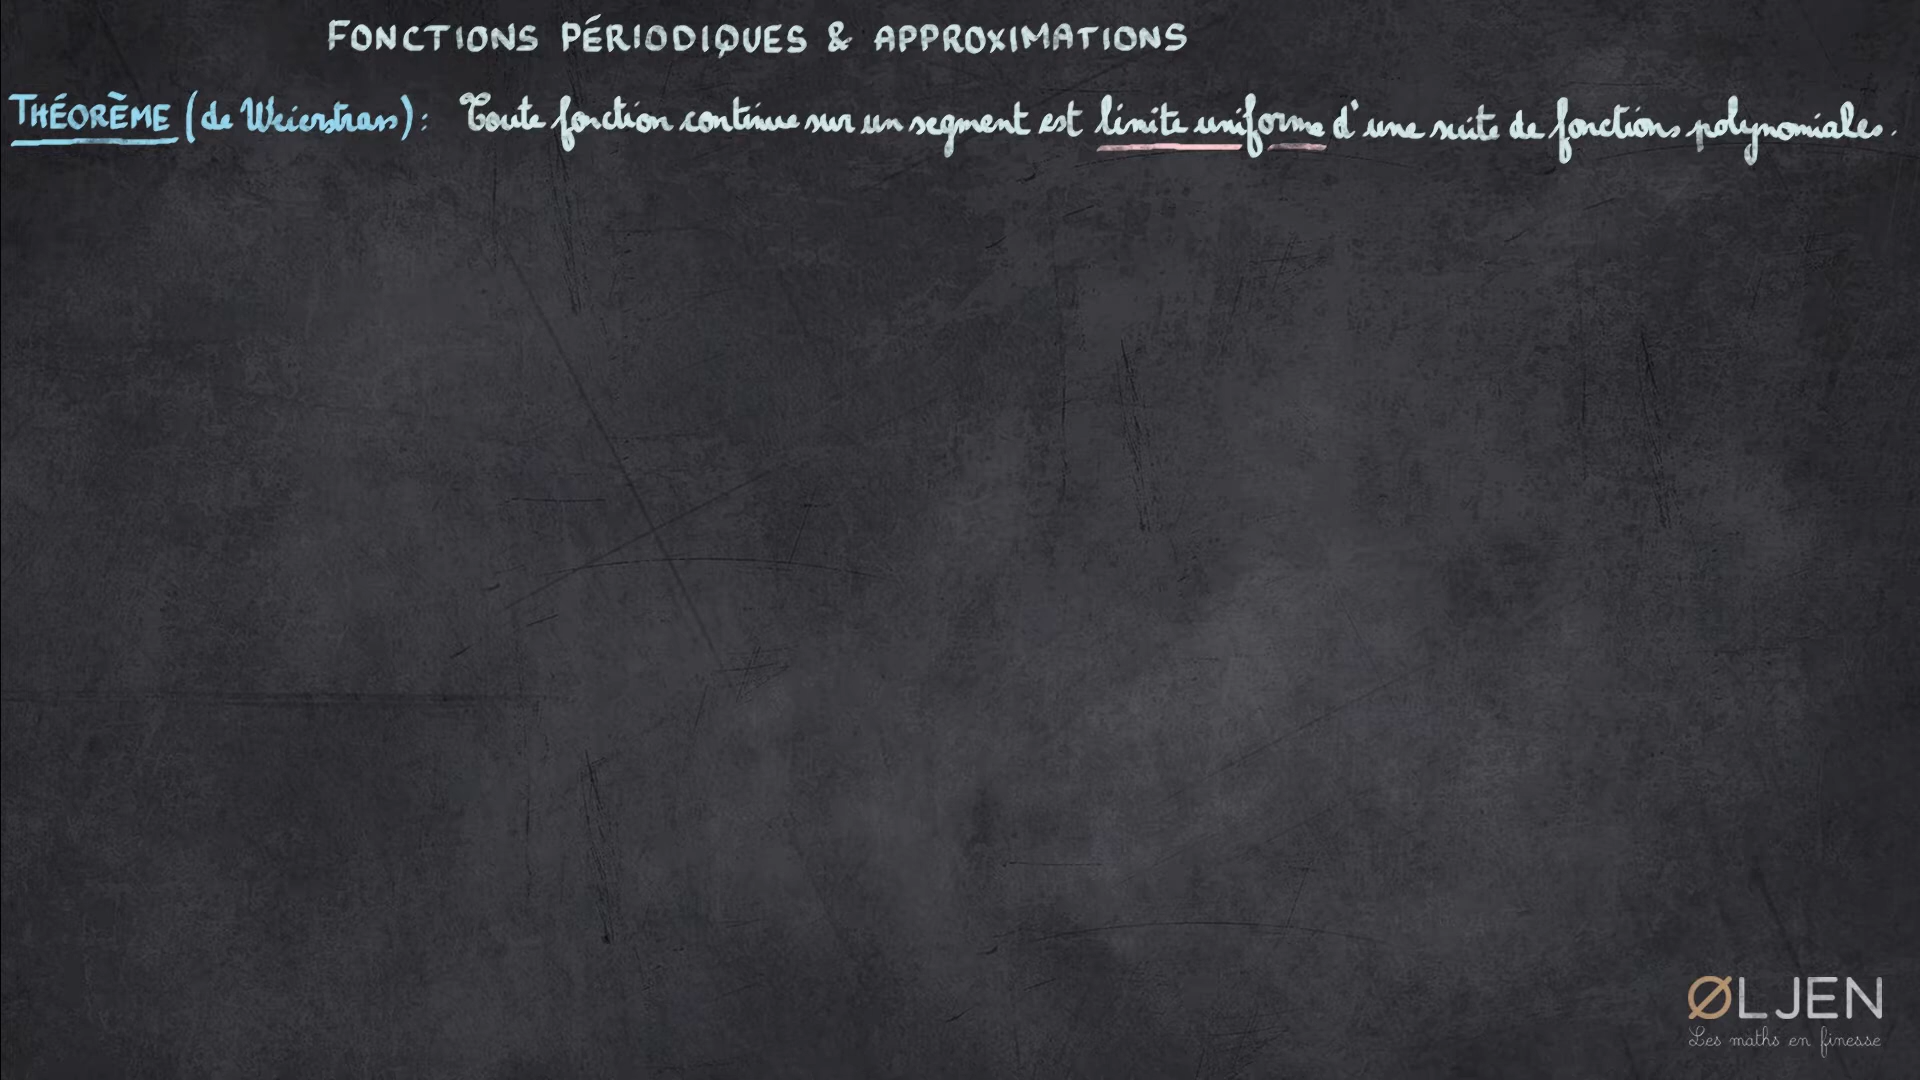 FONCTIONS PÉRIODIQUES & APPROXIMATIONS
THÉORÈME (de Weierstrass): Toute fonction continue sur un segment est limite uniforme d'une suite de fonctions polynomiales.
ØLJEN
Les maths en finesse